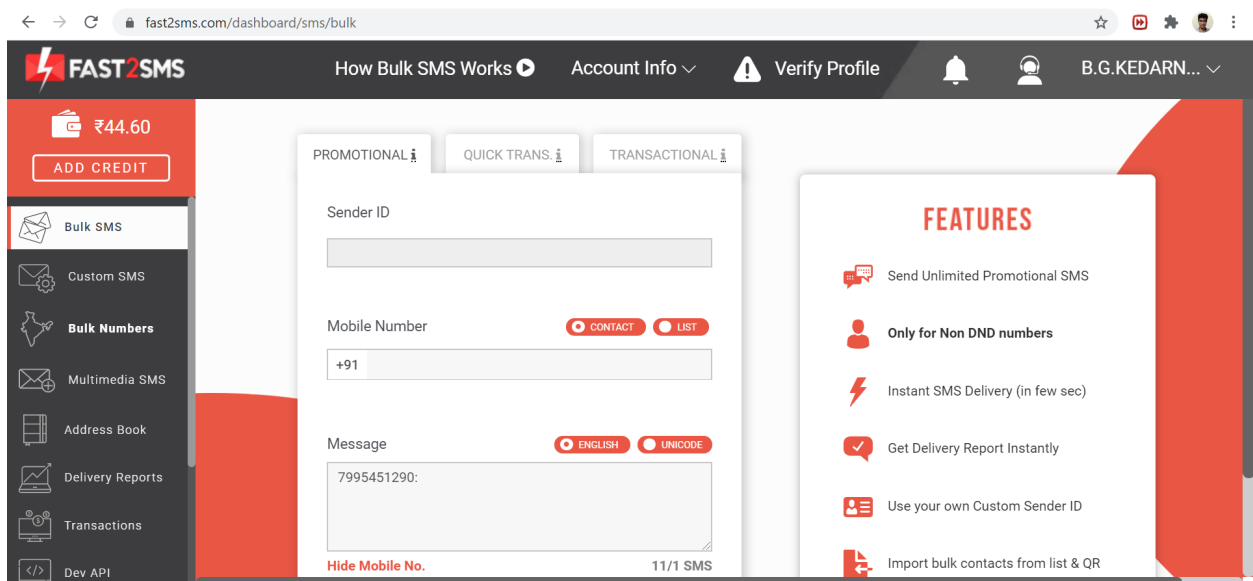 fast2sms.com/dashboard/sms/bulk
FAST2SMS
How Bulk SMS Works
Account Info
Verify Profile
B.G.KEDARN...
₹44.60
ADD CREDIT
Bulk SMS
Custom SMS
Bulk Numbers
Multimedia SMS
Address Book
Delivery Reports
Transactions
Dev API
PROMOTIONAL i
QUICK TRANS. i
TRANSACTIONAL i
Sender ID
Mobile Number
CONTACT
LIST
+91
Message
ENGLISH
UNICODE
7995451290:
Hide Mobile No.
11/1 SMS
FEATURES
Send Unlimited Promotional SMS
Only for Non DND numbers
Instant SMS Delivery (in few sec)
Get Delivery Report Instantly
Use your own Custom Sender ID
Import bulk contacts from list & QR